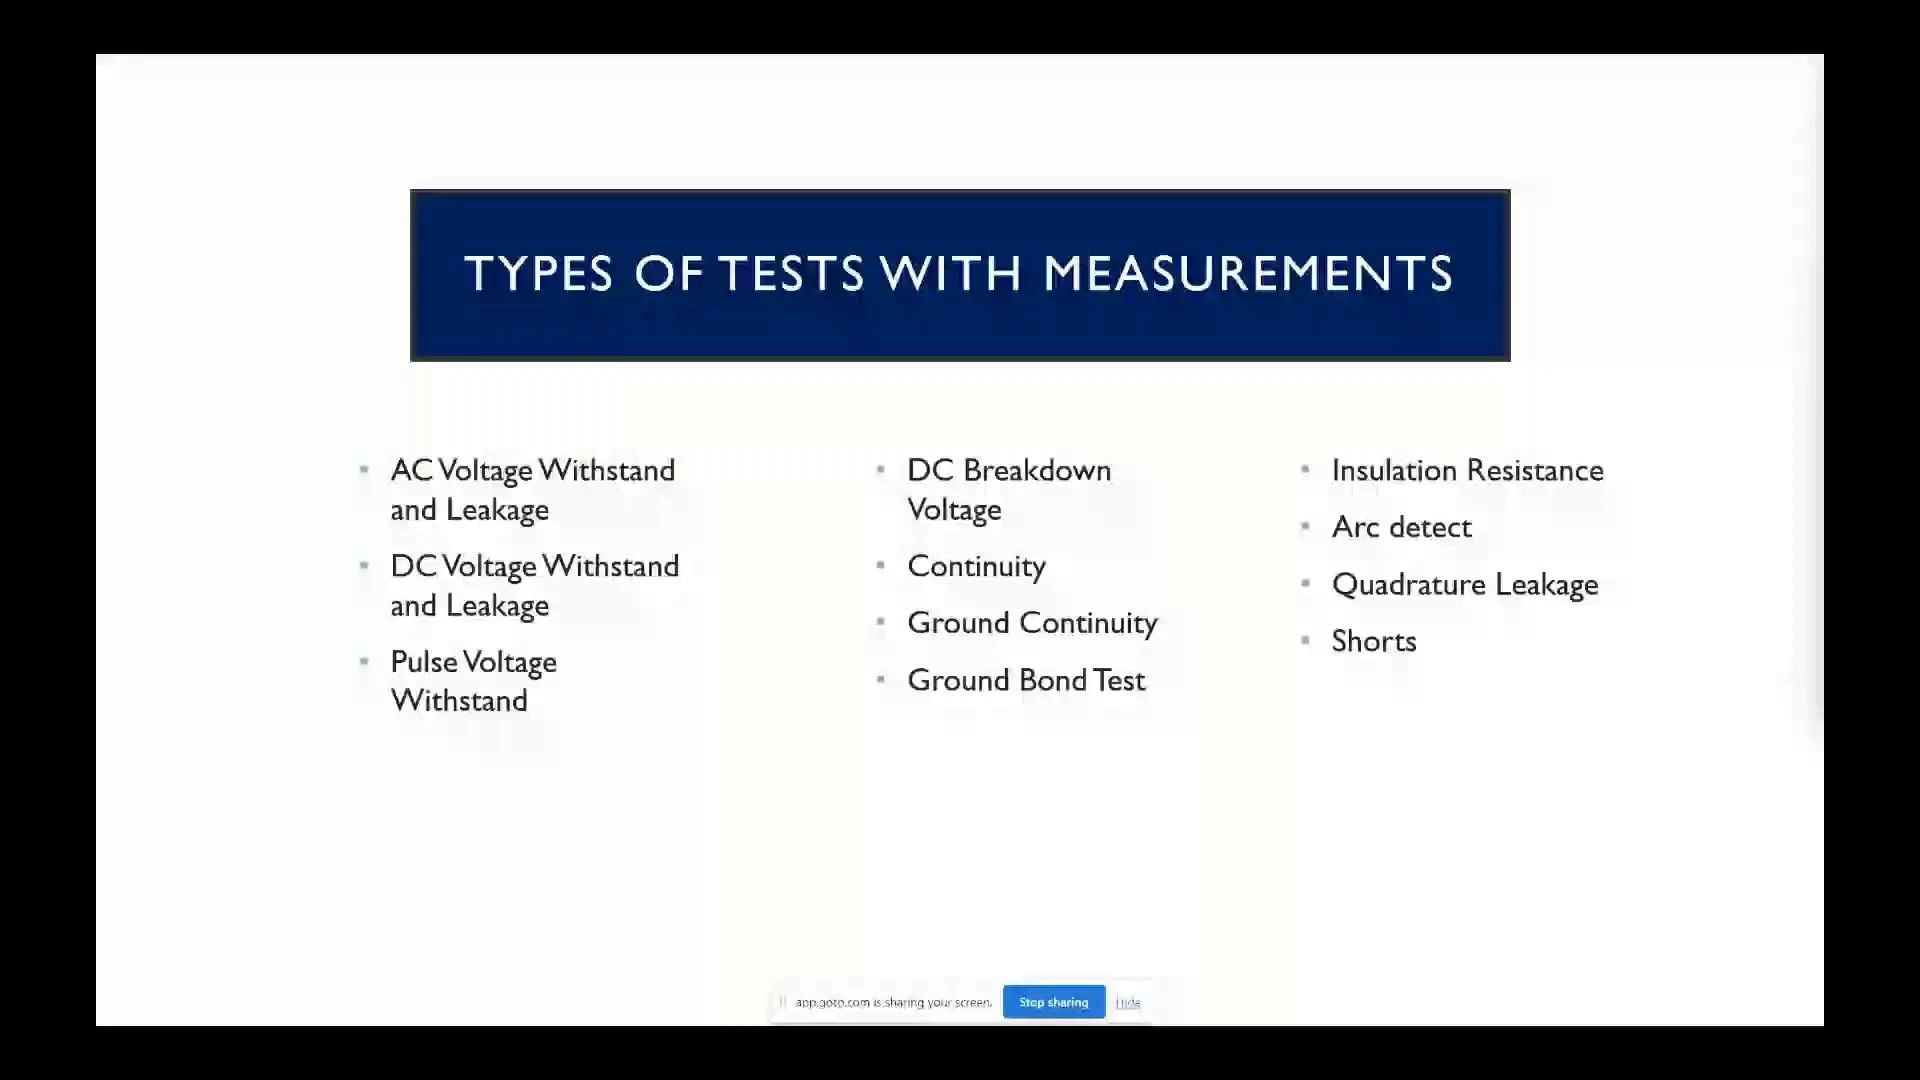 TYPES OF TESTS WITH MEASUREMENTS
AC Voltage Withstand
and Leakage
DC Voltage Withstand
and Leakage
Pulse Voltage
Withstand
DC Breakdown
Voltage
Continuity
Ground Continuity
Ground Bond Test
Insulation Resistance
Arc detect
Quadrature Leakage
Shorts
app.goto.com is sharing your screen. Stop sharing Hide